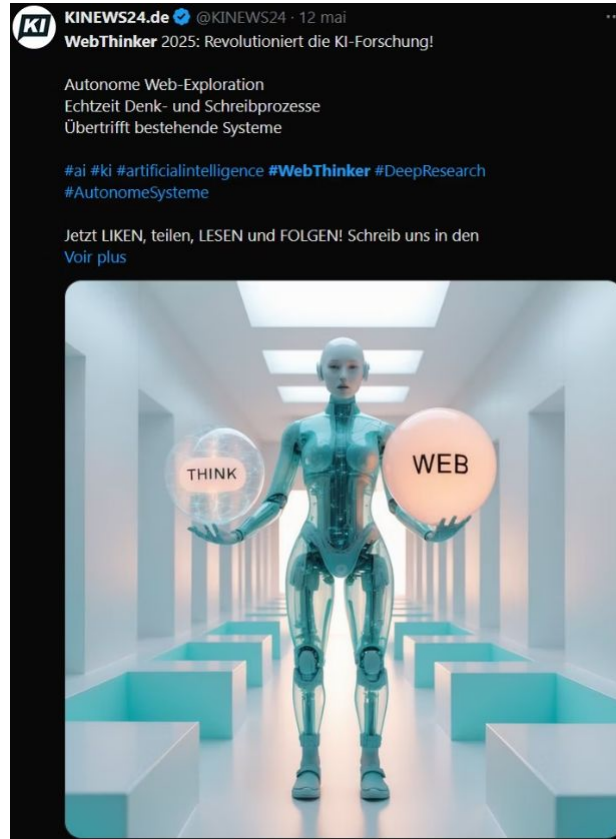 KI
KINEWS24.de @KINEWS24 · 12 mai
WebThinker 2025: Revolutioniert die KI-Forschung!
Autonome Web-Exploration
Echtzeit Denk- und Schreibprozesse
Übertrifft bestehende Systeme
#ai #ki #artificialintelligence #WebThinker #DeepResearch
#AutonomeSysteme
Jetzt LIKEN, teilen, LESEN und FOLGEN! Schreib uns in den
Voir plus
THINK
WEB